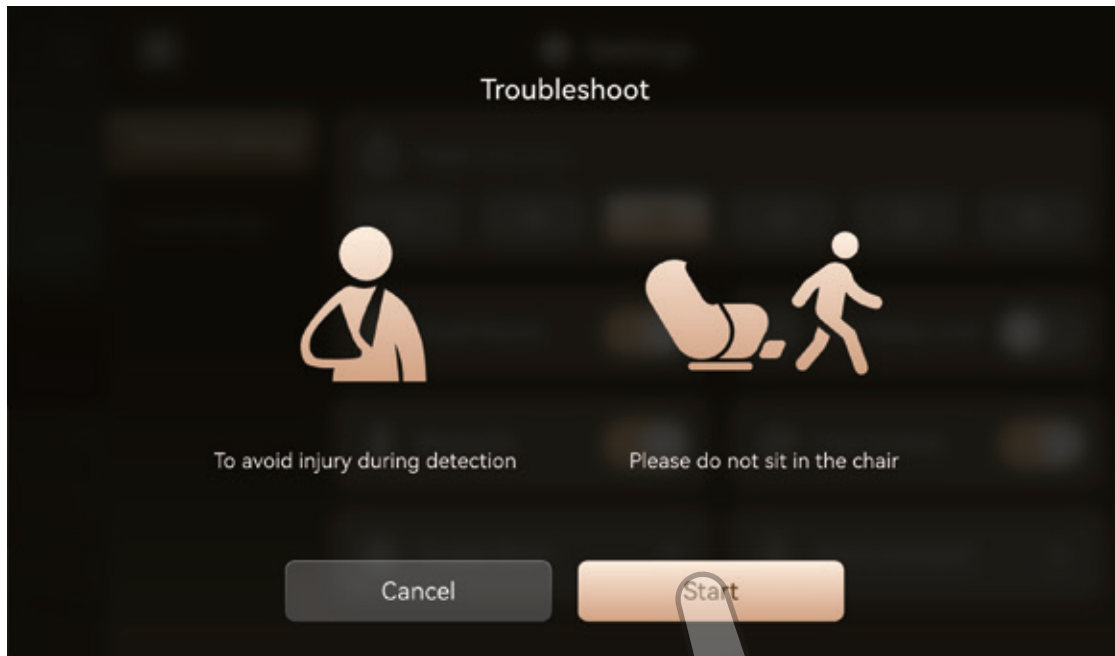 Troubleshoot
To avoid injury during detection
Please do not sit in the chair
Cancel
Start